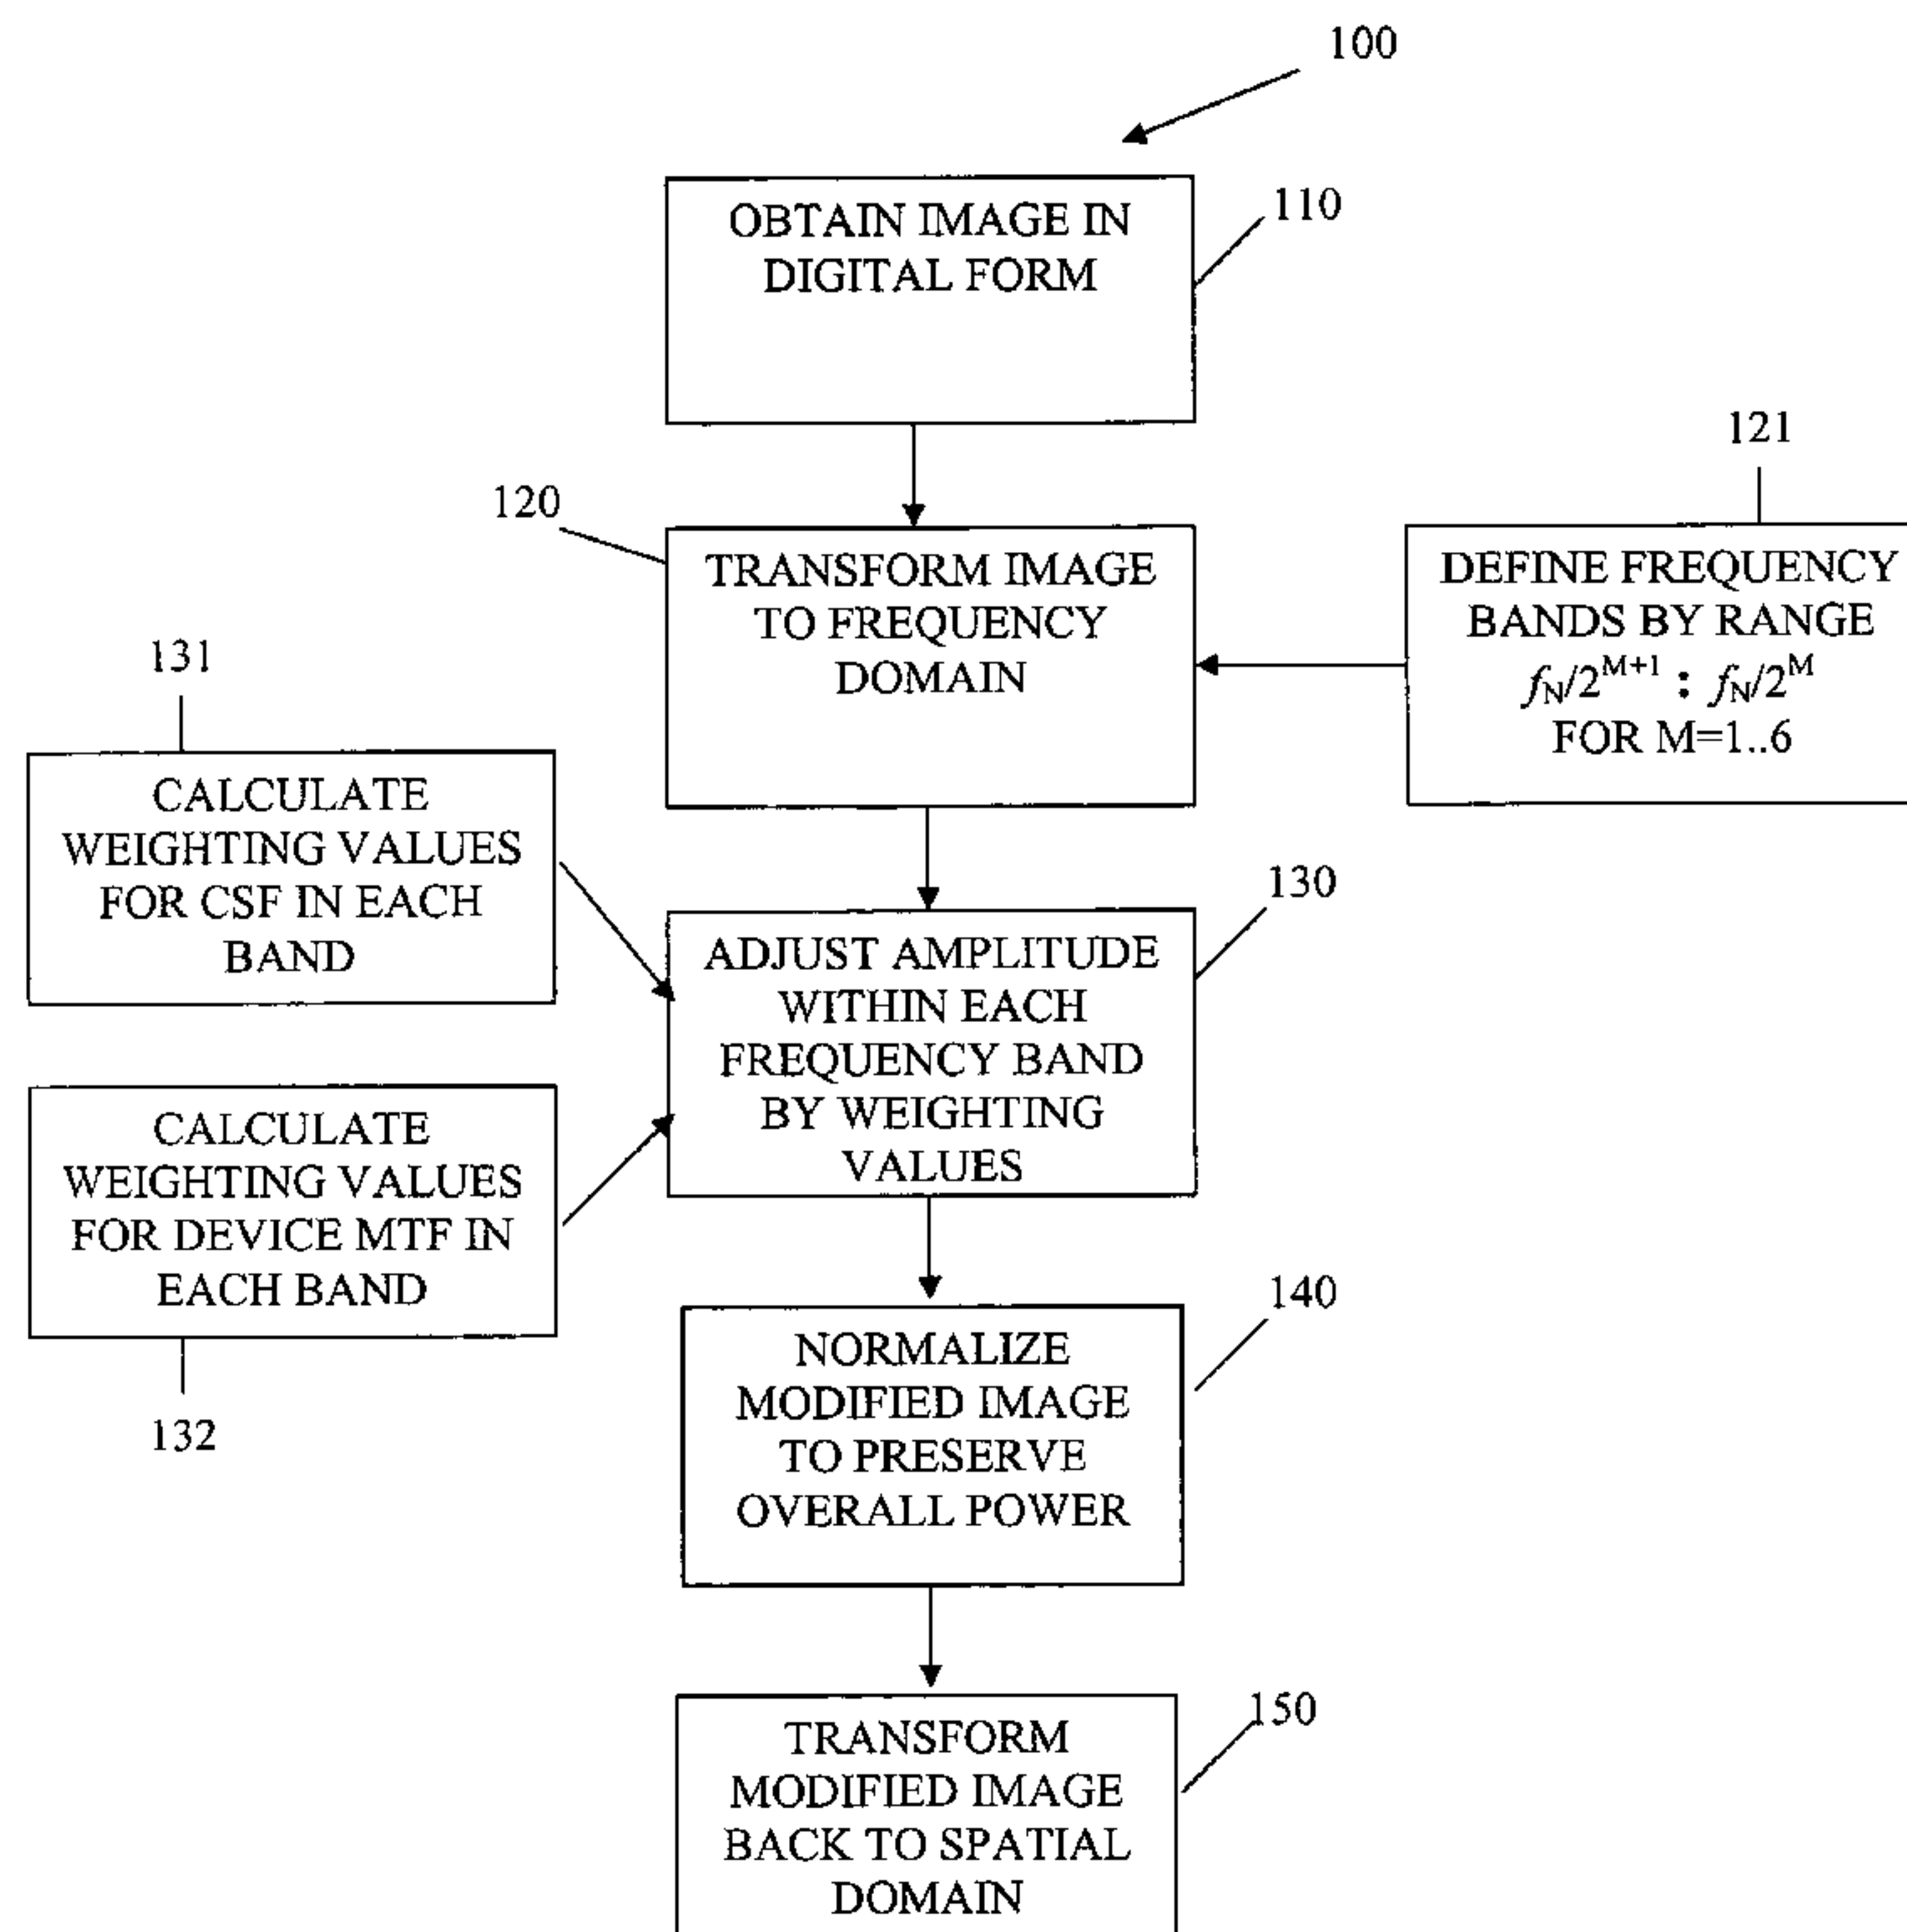 100
OBTAIN IMAGE IN
DIGITAL FORM
110
120
TRANSFORM IMAGE
TO FREQUENCY
DOMAIN
121
DEFINE FREQUENCY
BANDS BY RANGE
fN/2^M+1 : fN/2^M
FOR M=1..6
131
CALCULATE
WEIGHTING VALUES
FOR CSF IN EACH
BAND
130
ADJUST AMPLITUDE
WITHIN EACH
FREQUENCY BAND
BY WEIGHTING
VALUES
CALCULATE
WEIGHTING VALUES
FOR DEVICE MTF IN
EACH BAND
132
140
NORMALIZE
MODIFIED IMAGE
TO PRESERVE
OVERALL POWER
150
TRANSFORM
MODIFIED IMAGE
BACK TO SPATIAL
DOMAIN